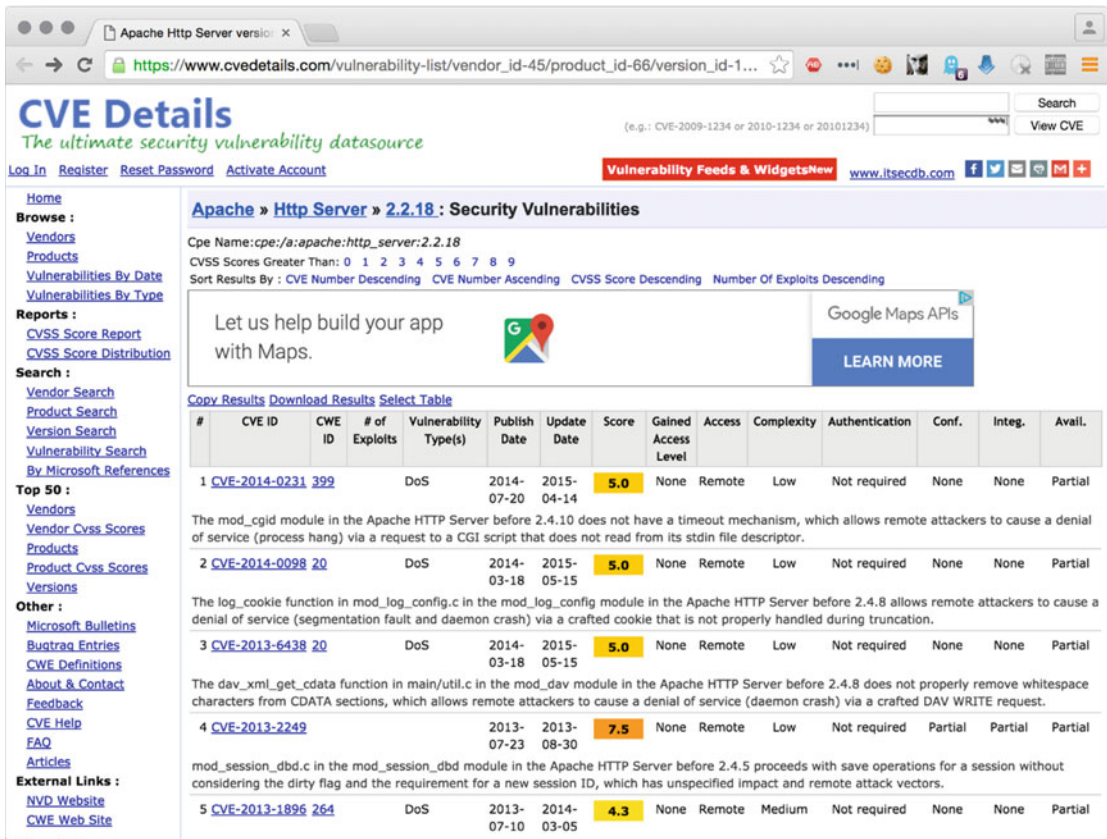 Apache Http Server version
https://www.cvedetails.com/vulnerability-list/vendor_id-45/product_id-66/version_id-1...
6
CVE Details
The ultimate security vulnerability datasource
(e.g.: CVE-2009-1234 or 2010-1234 or 20101234)
Search
View CVE
Log In Register Reset Password Activate Account
Vulnerability Feeds & WidgetsNew
www.itsecdb.com
Home
Browse :
Vendors
Products
Vulnerabilities By Date
Vulnerabilities By Type
Reports :
CVSS Score Report
CVSS Score Distribution
Search :
Vendor Search
Product Search
Version Search
Vulnerability Search
By Microsoft References
Top 50 :
Vendors
Vendor Cvss Scores
Products
Product Cvss Scores
Versions
Other :
Microsoft Bulletins
Bugtraq Entries
CWE Definitions
About & Contact
Feedback
CVE Help
FAQ
Articles
External Links :
NVD Website
CWE Web Site
Apache » Http Server » 2.2.18 : Security Vulnerabilities
Cpe Name:cpe:/a:apache:http_server:2.2.18
CVSS Scores Greater Than: 0 1 2 3 4 5 6 7 8 9
Sort Results By : CVE Number Descending CVE Number Ascending CVSS Score Descending Number Of Exploits Descending
Let us help build your app
with Maps.
G
Google Maps APIs
LEARN MORE
Copy Results Download Results Select Table
# CVE ID CWE ID # of Exploits Vulnerability Type(s) Publish Date Update Date Score Gained Access Level Access Complexity Authentication Conf. Integ. Avail.
1 CVE-2014-0231 399 DoS 2014-07-20 2015-04-14 5.0 None Remote Low Not required None None Partial
The mod_cgid module in the Apache HTTP Server before 2.4.10 does not have a timeout mechanism, which allows remote attackers to cause a denial
of service (process hang) via a request to a CGI script that does not read from its stdin file descriptor.
2 CVE-2014-0098 20 DoS 2014-03-18 2015-05-15 5.0 None Remote Low Not required None None Partial
The log_cookie function in mod_log_config.c in the mod_log_config module in the Apache HTTP Server before 2.4.8 allows remote attackers to cause a
denial of service (segmentation fault and daemon crash) via a crafted cookie that is not properly handled during truncation.
3 CVE-2013-6438 20 DoS 2014-03-18 2015-05-15 5.0 None Remote Low Not required None None Partial
The dav_xml_get_cdata function in main/util.c in the mod_dav module in the Apache HTTP Server before 2.4.8 does not properly remove whitespace
characters from CDATA sections, which allows remote attackers to cause a denial of service (daemon crash) via a crafted DAV WRITE request.
4 CVE-2013-2249 2013-07-23 2013-08-30 7.5 None Remote Low Not required Partial Partial Partial
mod_session_dbd.c in the mod_session_dbd module in the Apache HTTP Server before 2.4.5 proceeds with save operations for a session without
considering the dirty flag and the requirement for a new session ID, which has unspecified impact and remote attack vectors.
5 CVE-2013-1896 264 DoS 2013-07-10 2014-03-05 4.3 None Remote Medium Not required None None Partial